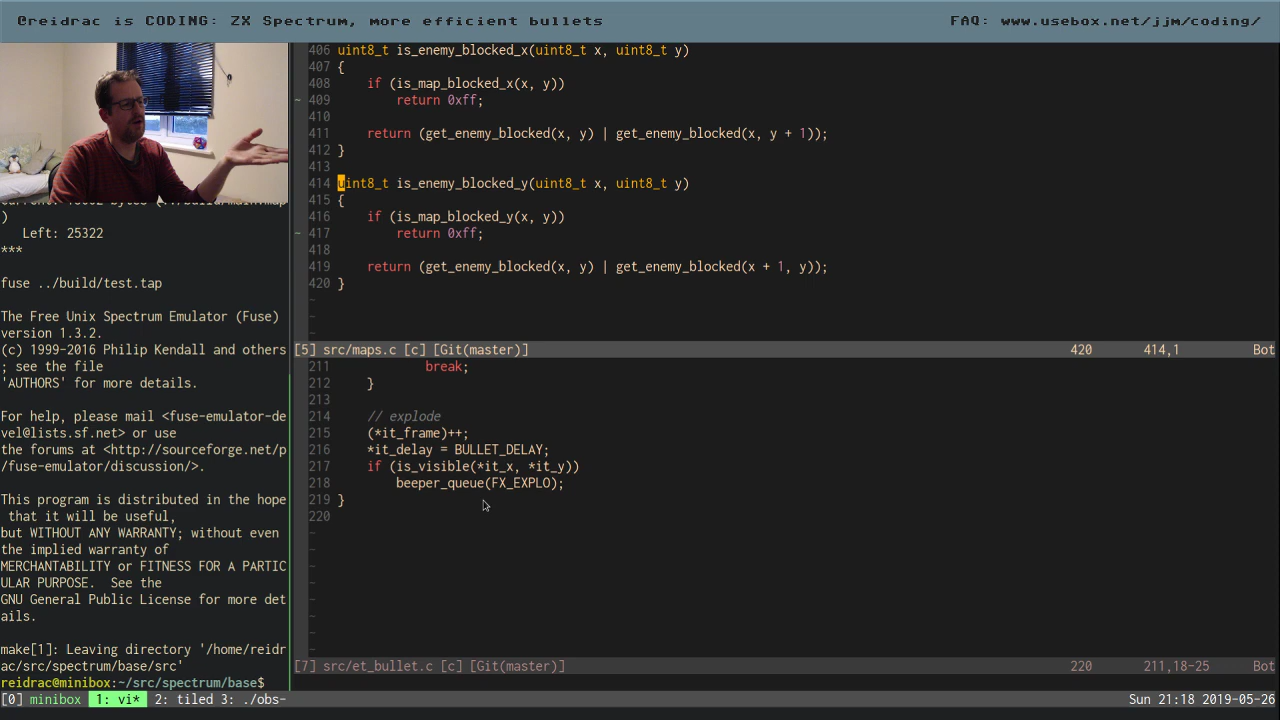 @reidrac is CODING: ZX Spectrum, more efficient bullets
FAQ: www.usebox.net/jjm/coding/
)
   Left: 25322
***
fuse ../build/test.tap
The Free Unix Spectrum Emulator (Fuse)
version 1.3.2.
(c) 1999-2016 Philip Kendall and others
; see the file
'AUTHORS' for more details.
For help, please mail <fuse-emulator-de
vel@lists.sf.net> or use
the forums at <http://sourceforge.net/p
/fuse-emulator/discussion/>.
This program is distributed in the hope
 that it will be useful,
but WITHOUT ANY WARRANTY; without even
the implied warranty of
MERCHANTABILITY or FITNESS FOR A PARTIC
ULAR PURPOSE.  See the
GNU General Public License for more det
ails.
make[1]: Leaving directory '/home/reidr
ac/src/spectrum/base/src'
reidrac@minibox:~/src/spectrum/base$
406 uint8_t is_enemy_blocked_x(uint8_t x, uint8_t y)
407 {
408     if (is_map_blocked_x(x, y))
~ 409         return 0xff;
410
411     return (get_enemy_blocked(x, y) | get_enemy_blocked(x, y + 1));
412 }
413
414 uint8_t is_enemy_blocked_y(uint8_t x, uint8_t y)
415 {
416     if (is_map_blocked_y(x, y))
~ 417         return 0xff;
418
419     return (get_enemy_blocked(x, y) | get_enemy_blocked(x + 1, y));
420 }
~
~
~
[5] src/maps.c [c] [Git(master)] 420 414,1 Bot
211             break;
212     }
213
214     // explode
215     (*it_frame)++;
216     *it_delay = BULLET_DELAY;
217     if (is_visible(*it_x, *it_y))
218         beeper_queue(FX_EXPLO);
219 }
220
~
~
~
~
~
~
~
~
[7] src/et_bullet.c [c] [Git(master)] 220 211,18-25 Bot
[0] minibox 1: vi* 2: tiled 3: ./obs- Sun 21:18 2019-05-26